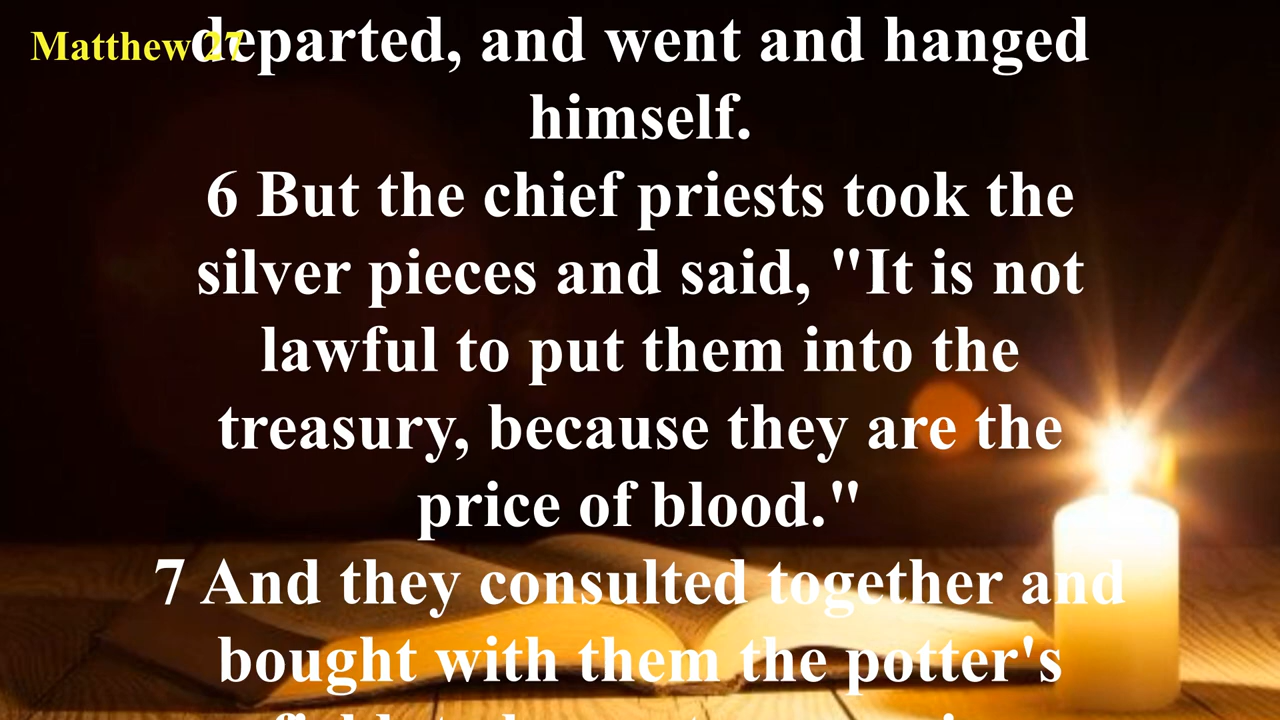 Matthew 27
departed, and went and hanged
himself.
6 But the chief priests took the
silver pieces and said, "It is not
lawful to put them into the
treasury, because they are the
price of blood."
7 And they consulted together and
bought with them the potter's